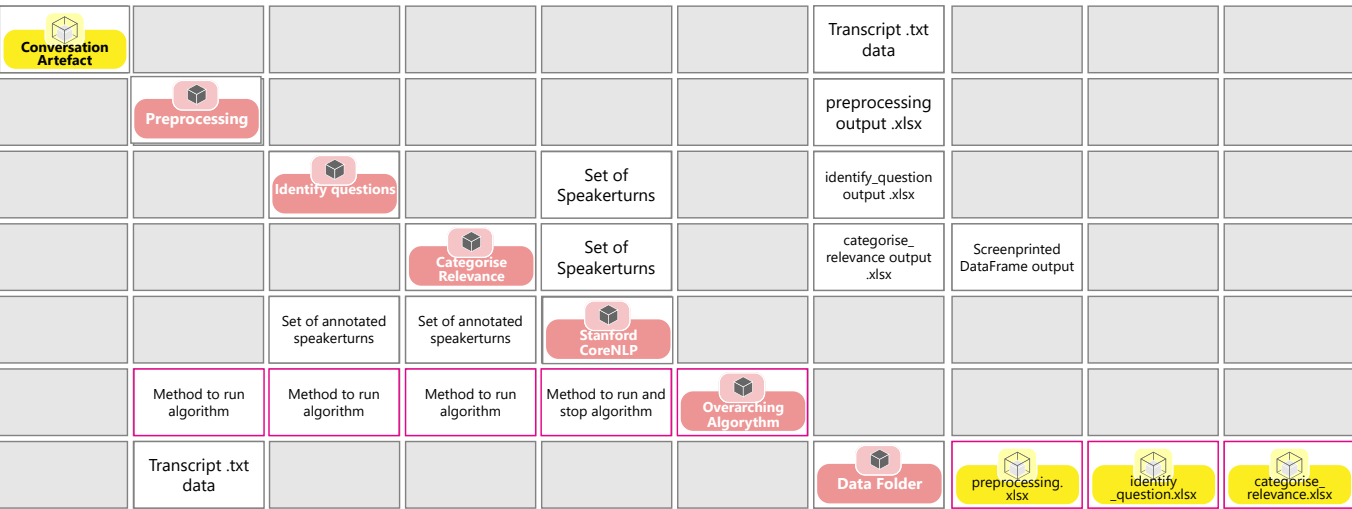 Conversation
Artefact
Transcript .txt
data
Preprocessing
preprocessing
output .xlsx
Identify questions
Set of
Speakerturns
identify_question
output .xlsx
Categorise
Relevance
Set of
Speakerturns
categorise_
relevance output
.xlsx
Screenprinted
DataFrame output
Set of annotated
speakerturns
Set of annotated
speakerturns
Stanford
CoreNLP
Method to run
algorithm
Method to run
algorithm
Method to run
algorithm
Method to run and
stop algorithm
Overarching
Algorythm
Transcript .txt
data
Data Folder
preprocessing.
xlsx
identify
_question.xlsx
categorise_
relevance.xlsx